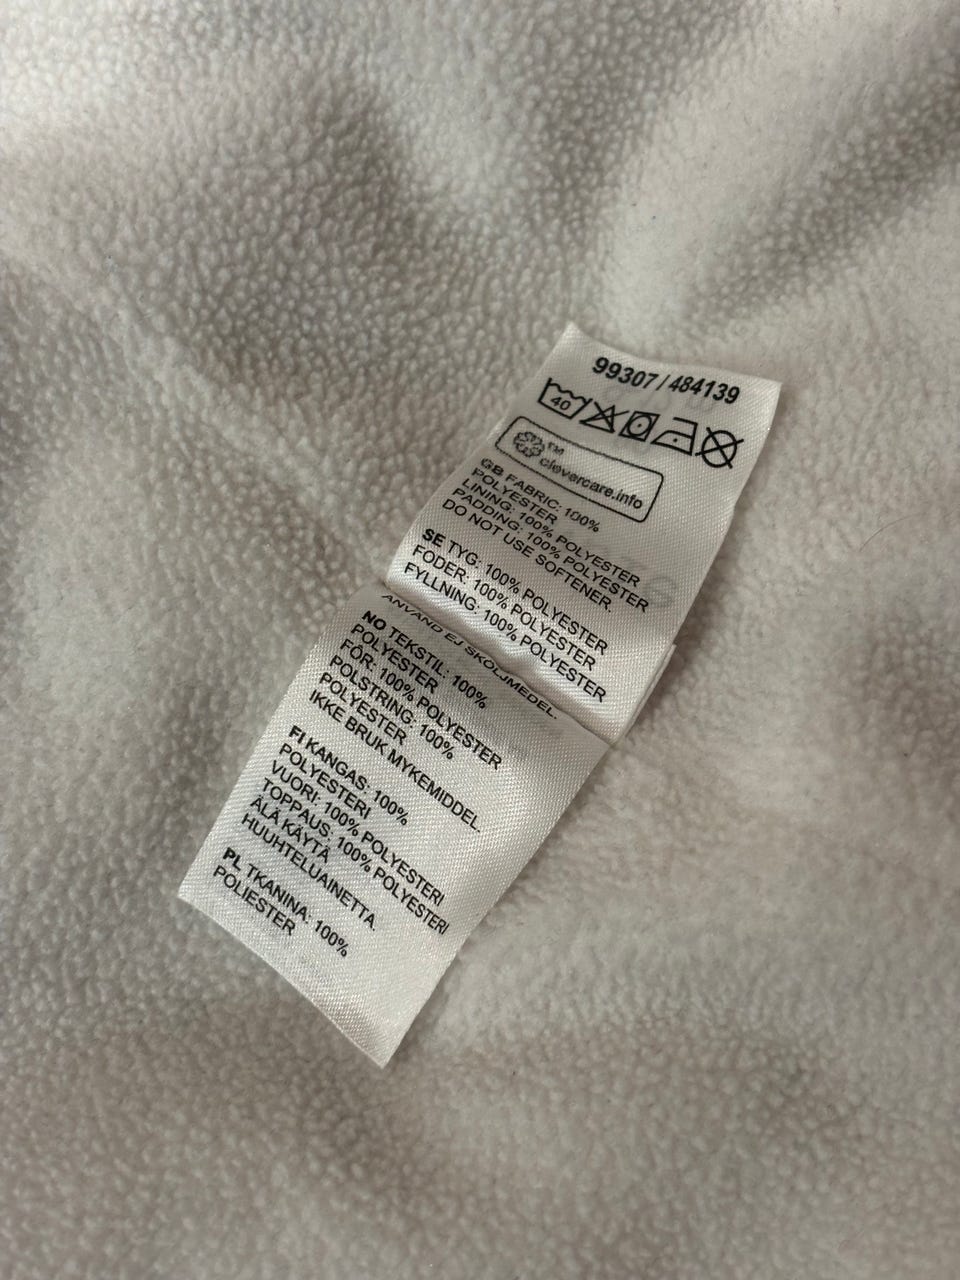 99307 / 484139
40
™
clevercare.info
GB FABRIC: 100%
POLYESTER
LINING: 100% POLYESTER
PADDING: 100% POLYESTER
DO NOT USE SOFTENER.
SE TYG: 100% POLYESTER
FODER: 100% POLYESTER
FYLLNING: 100% POLYESTER
ANVÄND EJ SKÖLJMEDEL.
NO TEKSTIL: 100%
POLYESTER
FÔR: 100% POLYESTER
POLSTRING: 100%
POLYESTER
IKKE BRUK MYKEMIDDEL.
FI KANGAS: 100%
POLYESTERI
VUORI: 100% POLYESTERI
TOPPAUS: 100% POLYESTERI
ÄLÄ KÄYTÄ
HUUHTELUAINETTA.
PL TKANINA: 100%
POLIESTER